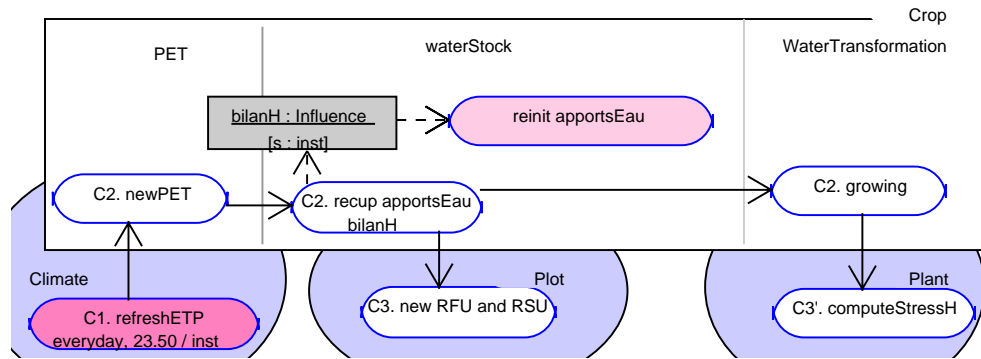 Crop
PET
waterStock
WaterTransformation
bilanH : Influence
[s : inst]
reinit apportsEau
C2. newPET
C2. recup apportsEau
bilanH
C2. growing
Climate
Plot
Plant
C1. refreshETP
everyday, 23.50 / inst
C3. new RFU and RSU
C3'. computeStressH